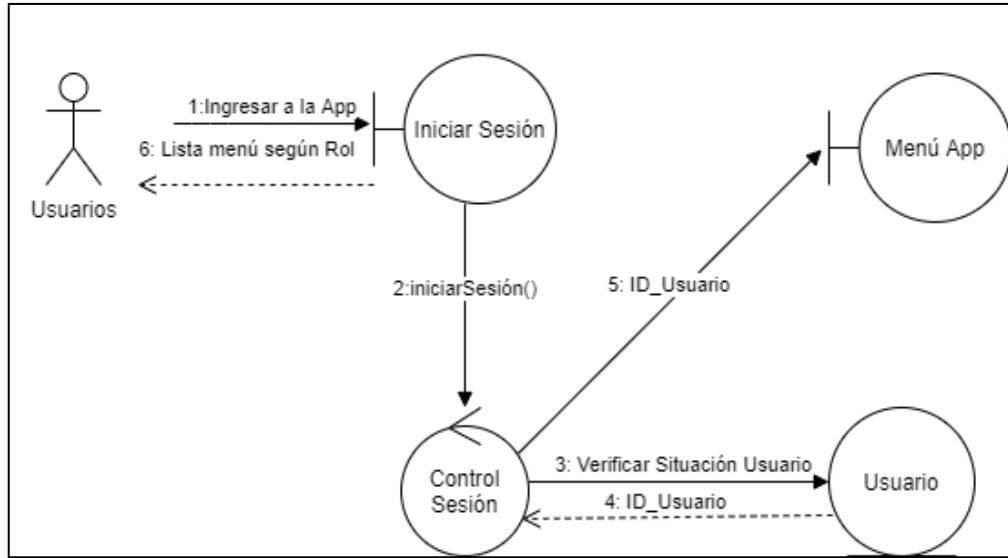 1:Ingresar a la App
6: Lista menú según Rol
Usuarios
Iniciar Sesión
Menú App
2:iniciarSesión()
5: ID_Usuario
Control
Sesión
3: Verificar Situación Usuario
4: ID_Usuario
Usuario